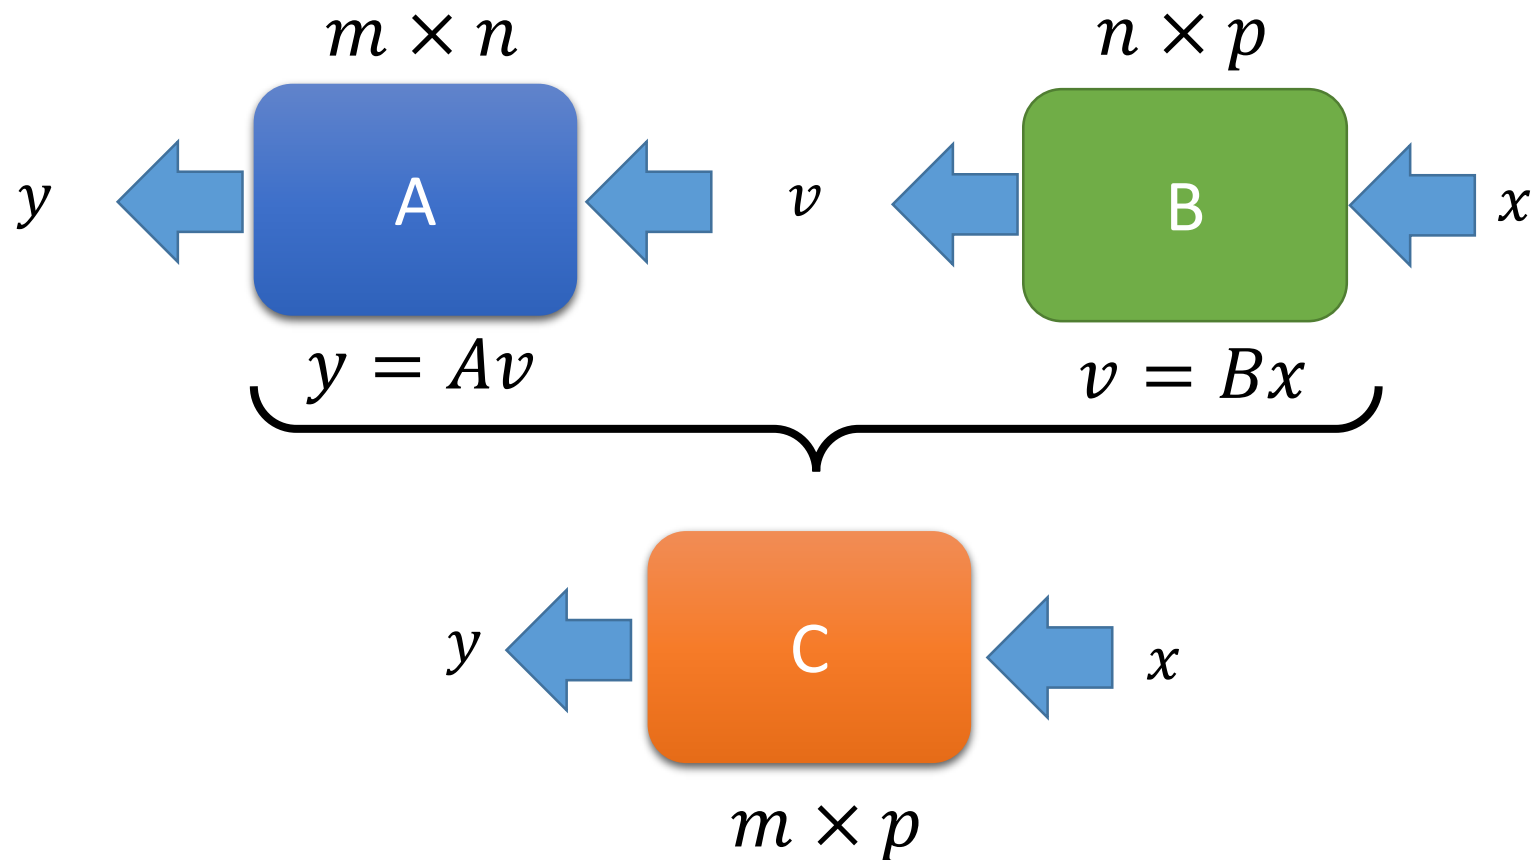 m × n n × p
y A v B x
y = Av v = Bx
y C x
m × p